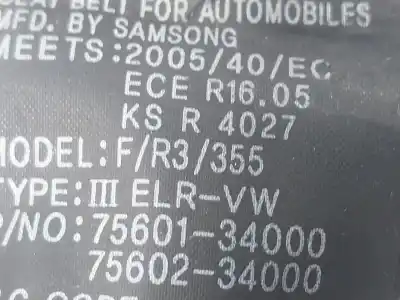 SEAT BELT FOR AUTOMOBILES
MFD. BY SAMSONG
MEETS:2005/40/EC
ECE R16.05
KS R 4027
MODEL:F/R3/355
TYPE:III ELR-VW
P/NO:75601-34000
75602-34000